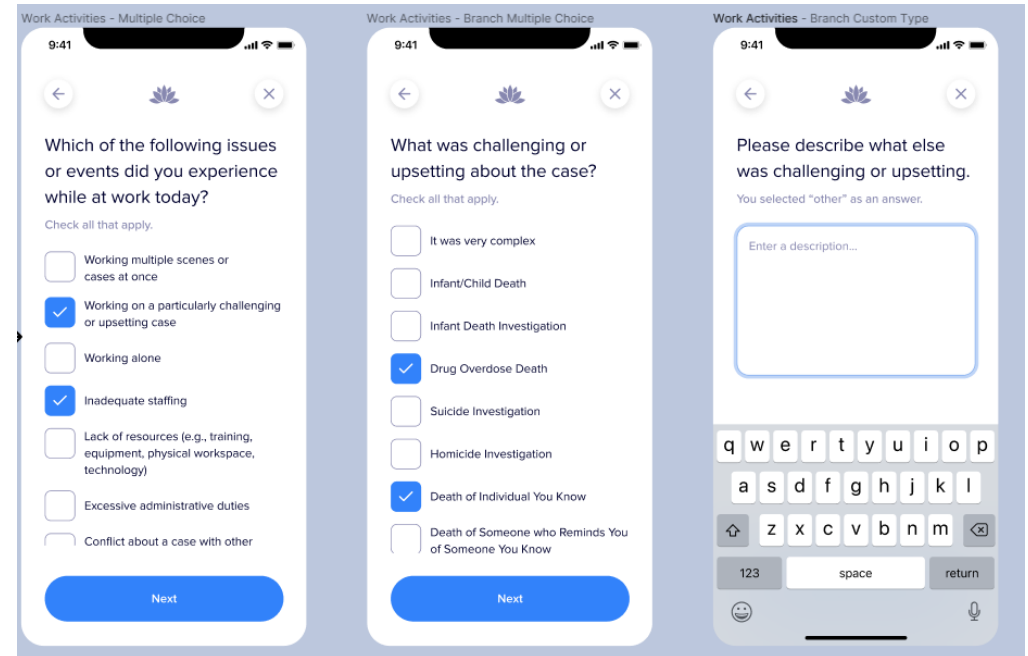 Work Activities - Multiple Choice
9:41
Which of the following issues
or events did you experience
while at work today?
Check all that apply.
Working multiple scenes or
cases at once
Working on a particularly challenging
or upsetting case
Working alone
Inadequate staffing
Lack of resources (e.g., training,
equipment, physical workspace,
technology)
Excessive administrative duties
Conflict about a case with other
Next
Work Activities - Branch Multiple Choice
9:41
What was challenging or
upsetting about the case?
Check all that apply.
It was very complex
Infant/Child Death
Infant Death Investigation
Drug Overdose Death
Suicide Investigation
Homicide Investigation
Death of Individual You Know
Death of Someone who Reminds You
of Someone You Know
Next
Work Activities - Branch Custom Type
9:41
Please describe what else
was challenging or upsetting.
You selected “other” as an answer.
Enter a description...
q w e r t y u i o p
a s d f g h j k l
z x c v b n m
123 space return